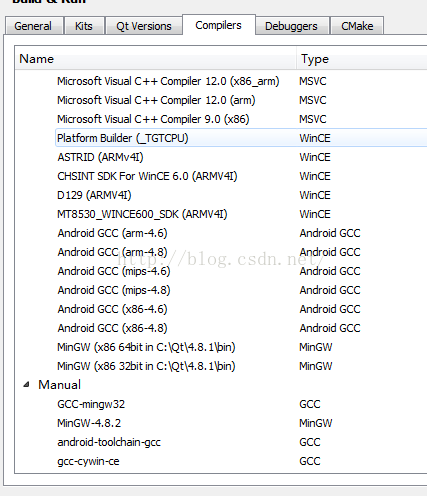 Build & Run
General Kits Qt Versions Compilers Debuggers CMake
Name Type
Microsoft Visual C++ Compiler 12.0 (x86_arm) MSVC
Microsoft Visual C++ Compiler 12.0 (arm) MSVC
Microsoft Visual C++ Compiler 9.0 (x86) MSVC
Platform Builder (_TGTCPU) WinCE
ASTRID (ARMv4I) WinCE
CHSINT SDK For WinCE 6.0 (ARMV4I) WinCE
D129 (ARMV4I) WinCE
MT8530_WINCE600_SDK (ARMV4I) WinCE
Android GCC (arm-4.6) Android GCC
Android GCC (arm-4.8) Android GCC
http://blog.csdn.net/
Android GCC (mips-4.6) Android GCC
Android GCC (mips-4.8) Android GCC
Android GCC (x86-4.6) Android GCC
Android GCC (x86-4.8) Android GCC
MinGW (x86 64bit in C:\Qt\4.8.1\bin) MinGW
MinGW (x86 32bit in C:\Qt\4.8.1\bin) MinGW
Manual
GCC-mingw32 GCC
MinGW-4.8.2 MinGW
android-toolchain-gcc GCC
gcc-cywin-ce GCC